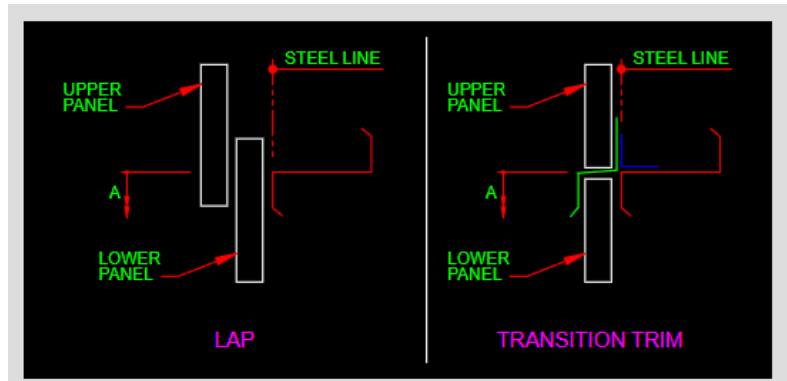 STEEL LINE
UPPER
PANEL
A
LOWER
PANEL
LAP
STEEL LINE
UPPER
PANEL
A
LOWER
PANEL
TRANSITION TRIM